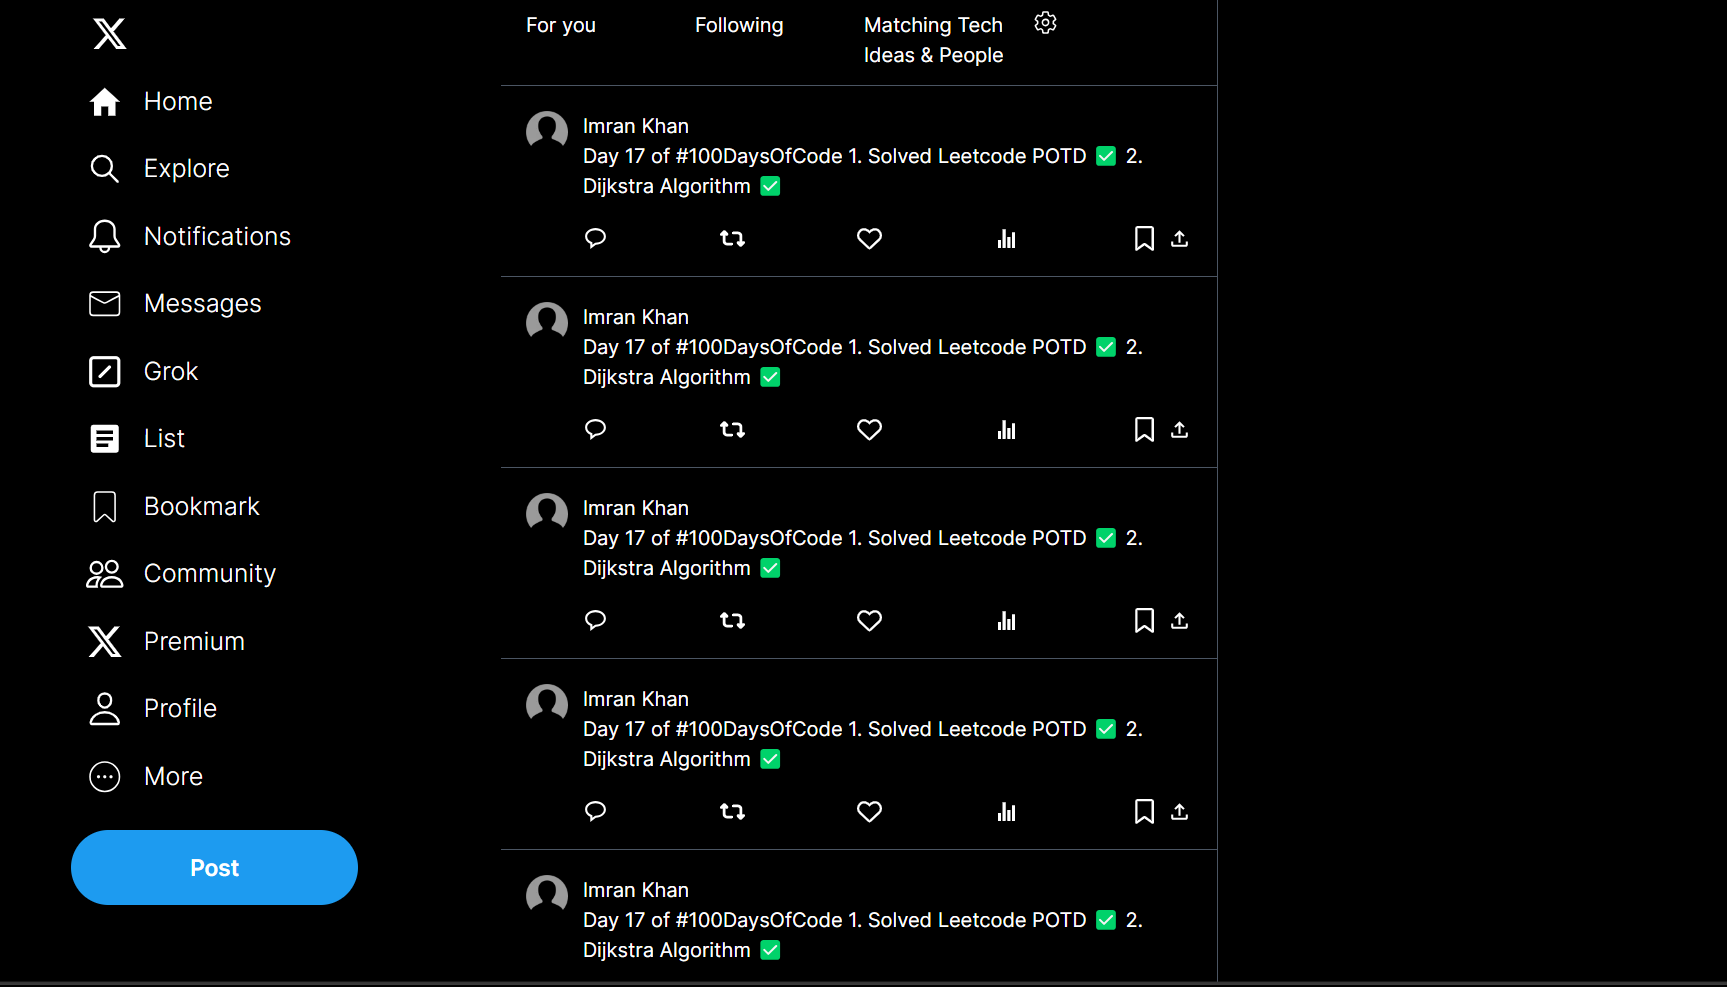 Home
Explore
Notifications
Messages
Grok
List
Bookmark
Community
Premium
Profile
More
Post
For you
Following
Matching Tech
Ideas & People
Imran Khan
Day 17 of #100DaysOfCode 1. Solved Leetcode POTD ✅ 2.
Dijkstra Algorithm ✅
Imran Khan
Day 17 of #100DaysOfCode 1. Solved Leetcode POTD ✅ 2.
Dijkstra Algorithm ✅
Imran Khan
Day 17 of #100DaysOfCode 1. Solved Leetcode POTD ✅ 2.
Dijkstra Algorithm ✅
Imran Khan
Day 17 of #100DaysOfCode 1. Solved Leetcode POTD ✅ 2.
Dijkstra Algorithm ✅
Imran Khan
Day 17 of #100DaysOfCode 1. Solved Leetcode POTD ✅ 2.
Dijkstra Algorithm ✅